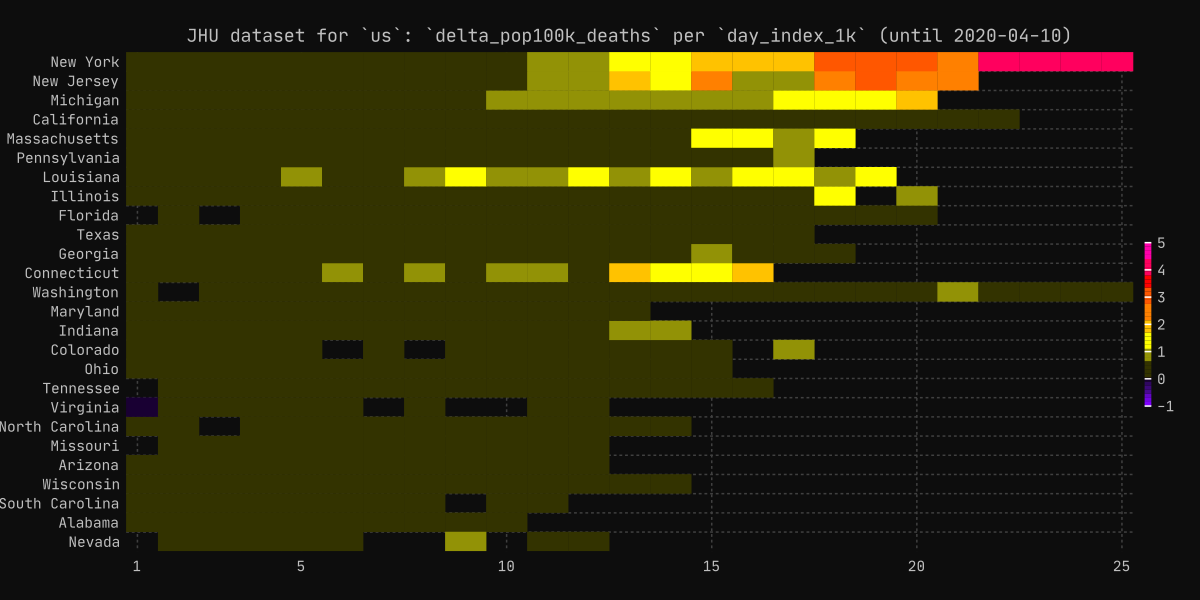 JHU dataset for `us`: `delta_pop100k_deaths` per `day_index_1k` (until 2020-04-10)
New York
New Jersey
Michigan
California
Massachusetts
Pennsylvania
Louisiana
Illinois
Florida
Texas
Georgia
Connecticut
Washington
Maryland
Indiana
Colorado
Ohio
Tennessee
Virginia
North Carolina
Missouri
Arizona
Wisconsin
South Carolina
Alabama
Nevada
1 5 10 15 20 25
5
4
3
2
1
0
-1